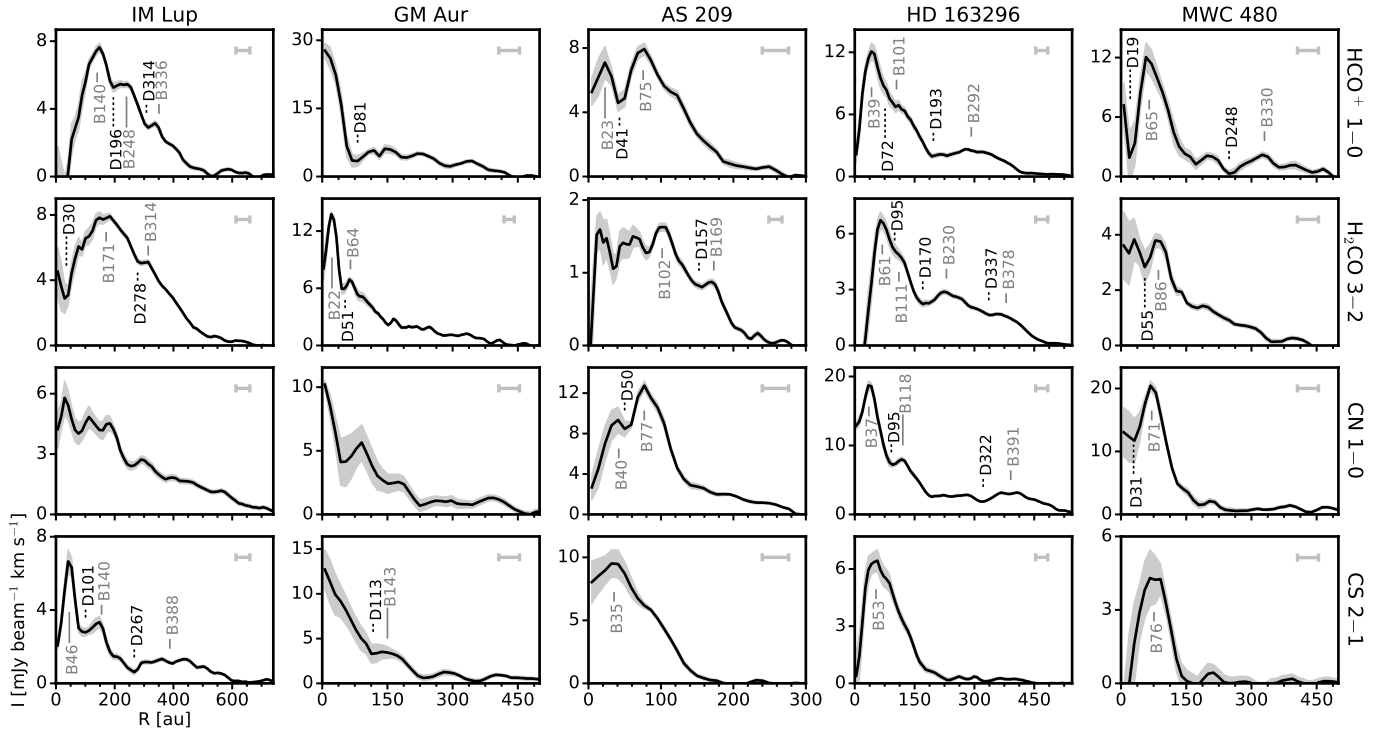 IM Lup
GM Aur
AS 209
HD 163296
MWC 480
8
4
0
B140
D196
B248
D314
B336
30
15
0
D81
8
4
0
B23
D41
B75
12
6
0
B39
D72
B101
D193
B292
12
6
0
D19
B65
D248
B330
HCO⁺ 1−0
8
4
0
D30
B171
D278
B314
12
6
0
B22
D51
B64
2
1
0
B102
D157
B169
6
3
0
B61
D95
B111
D170
B230
D337
B378
4
2
0
D55
B86
H₂CO 3−2
6
3
0
10
5
0
12
8
4
0
B40
D50
B77
20
10
0
B37
D95
B118
D322
B391
20
10
0
D31
B71
CN 1−0
8
4
0
B46
D101
B140
D267
B388
15
10
5
0
D113
B143
10
5
0
B35
6
3
0
B53
6
3
0
B76
CS 2−1
0 200 400 600
0 150 300 450
0 50 100 150 200 250 300
0 150 300 450
0 150 300 450
R [au]
I [mJy beam⁻¹ km s⁻¹]